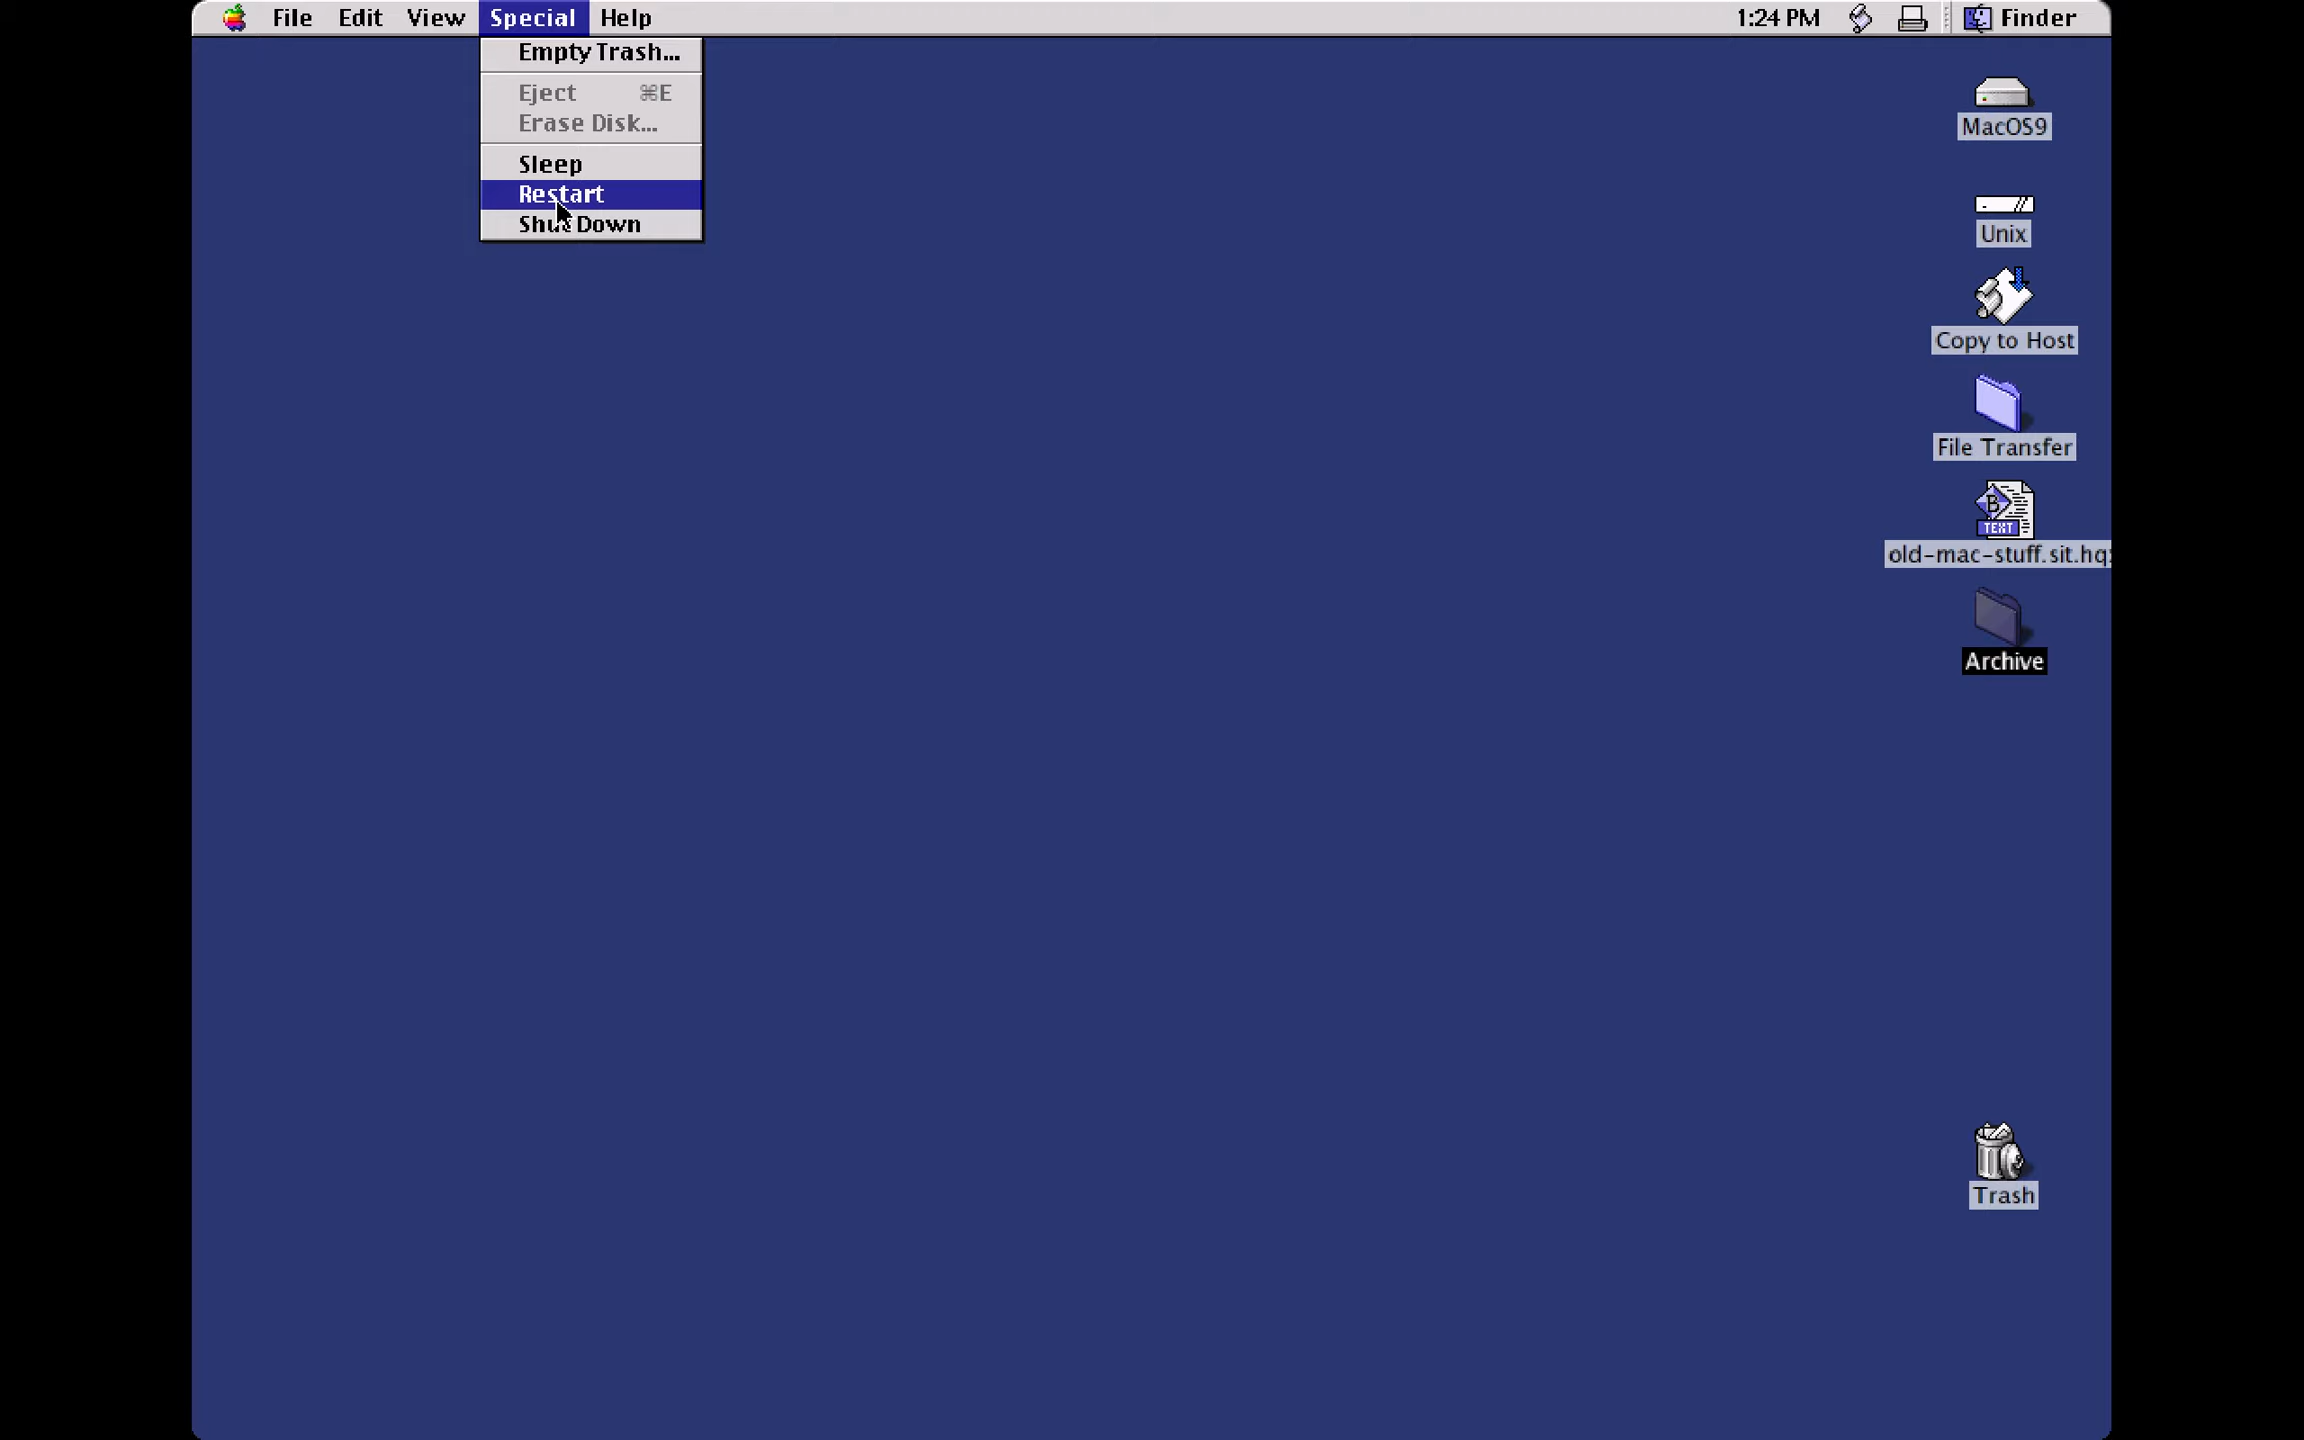 File Edit View Special Help 1:24 PM Finder
Empty Trash...
Eject ⌘E
Erase Disk...
Sleep
Restart
Shut Down
MacOS9
Unix
Copy to Host
File Transfer
B
TEXT
old-mac-stuff.sit.hq
Archive
Trash